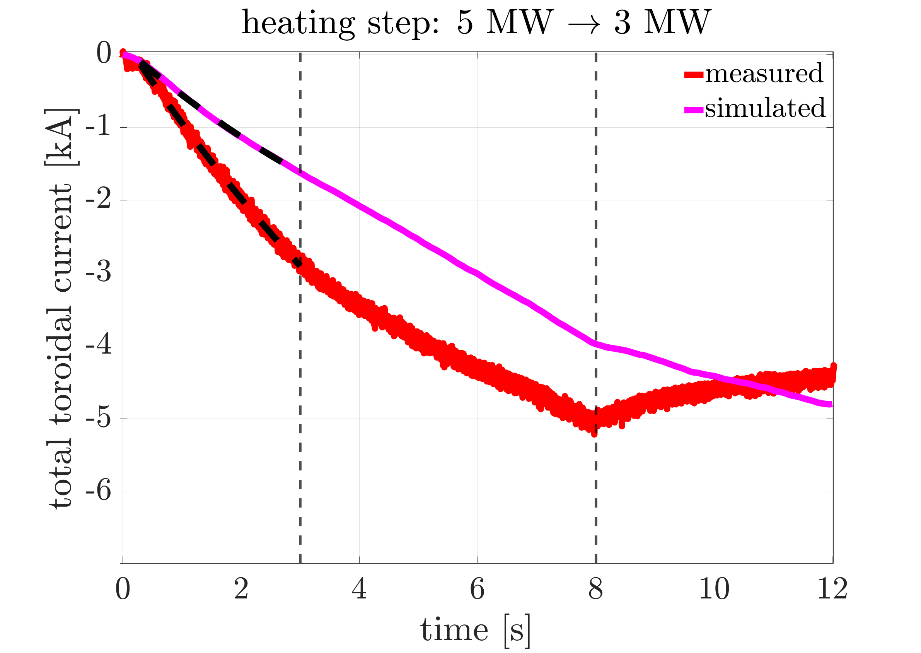 heating step: 5 MW → 3 MW
measured
simulated
total toroidal current [kA]
0
-1
-2
-3
-4
-5
-6
0 2 4 6 8 10 12
time [s]